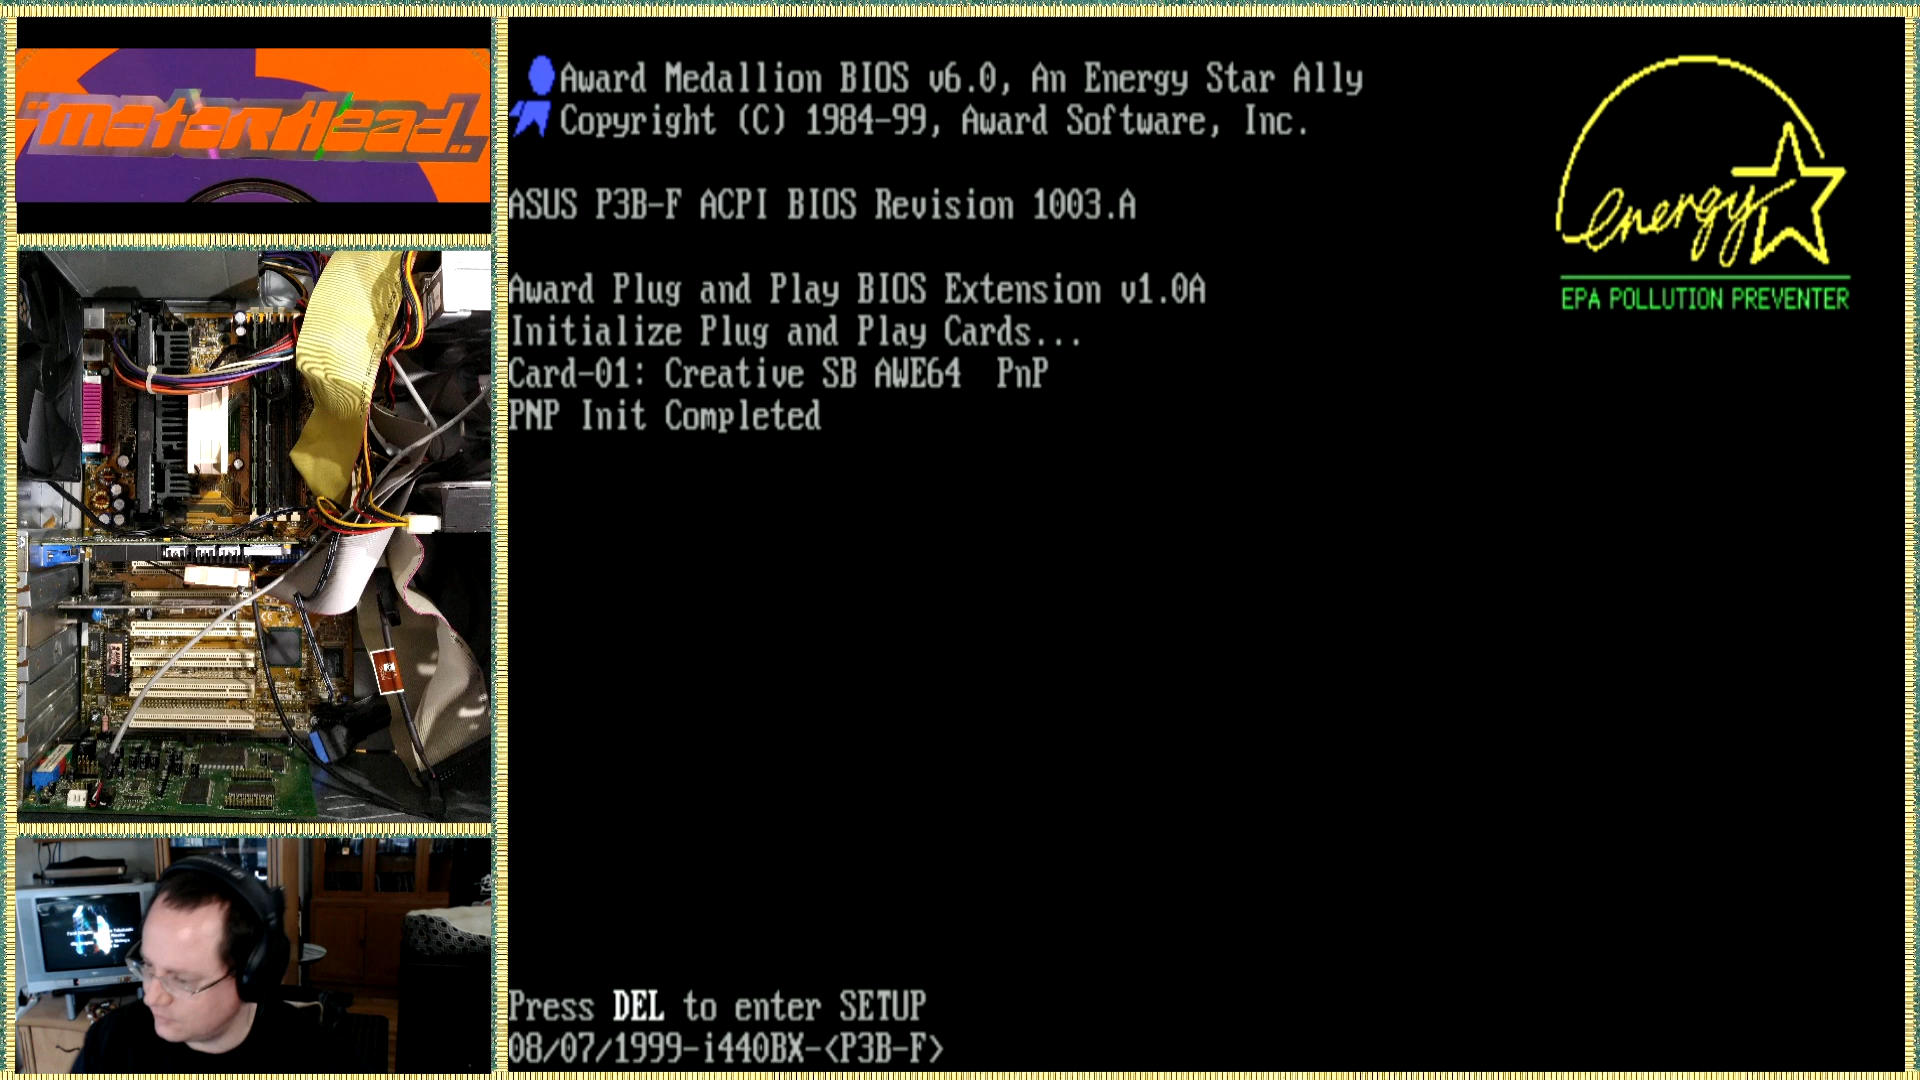 motorhead.
Award Medallion BIOS v6.0, An Energy Star Ally
Copyright (C) 1984-99, Award Software, Inc.
ASUS P3B-F ACPI BIOS Revision 1003.A
Award Plug and Play BIOS Extension v1.0A
Initialize Plug and Play Cards...
Card-01: Creative SB AWE64  PnP
PNP Init Completed
energy
EPA POLLUTION PREVENTER
Press DEL to enter SETUP
08/07/1999-i440BX-<P3B-F>